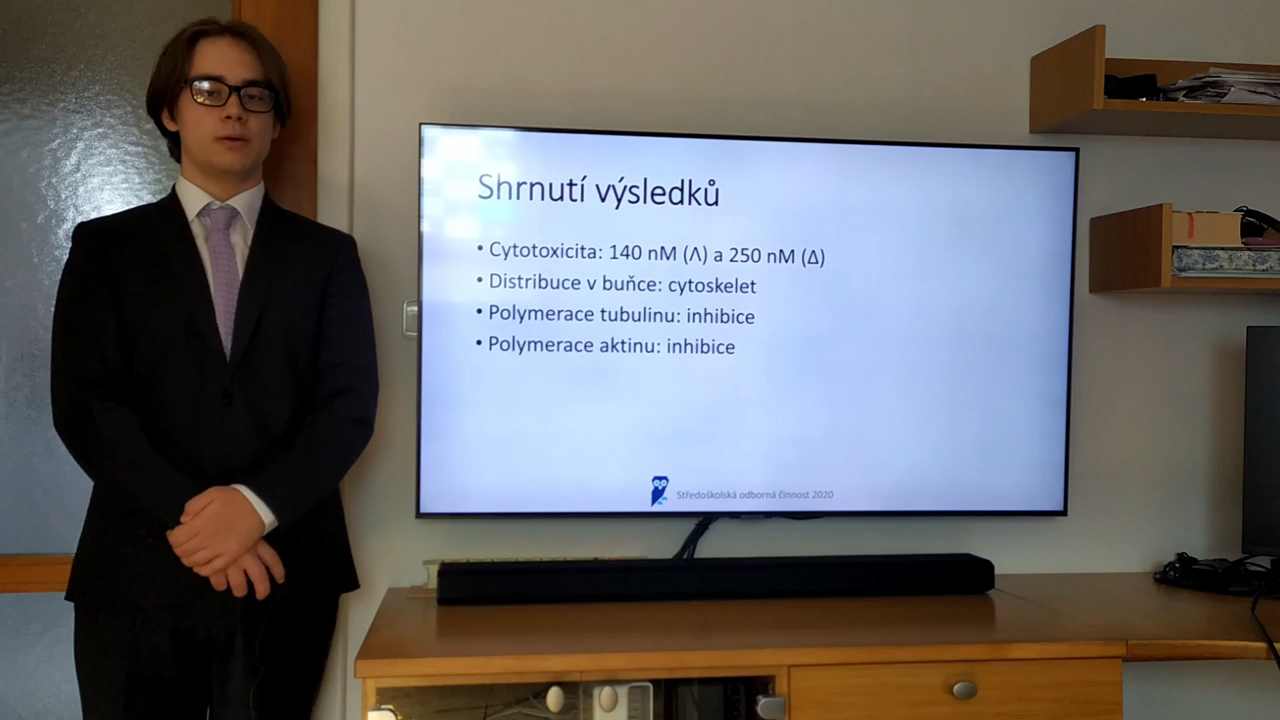 Shrnutí výsledků
• Cytotoxicita: 140 nM (Λ) a 250 nM (Δ)
• Distribuce v buňce: cytoskelet
• Polymerace tubulinu: inhibice
• Polymerace aktinu: inhibice
Středoškolská odborná činnost 2020